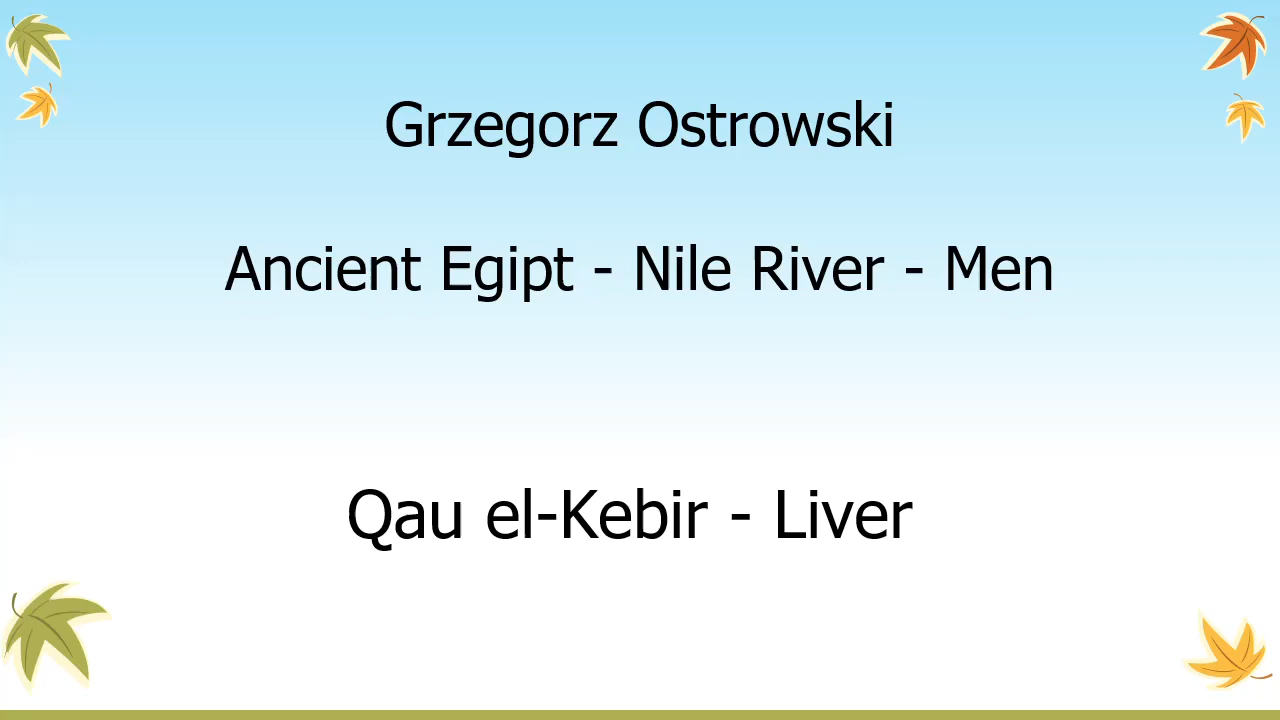 Grzegorz Ostrowski
Ancient Egipt - Nile River - Men
Qau el-Kebir - Liver